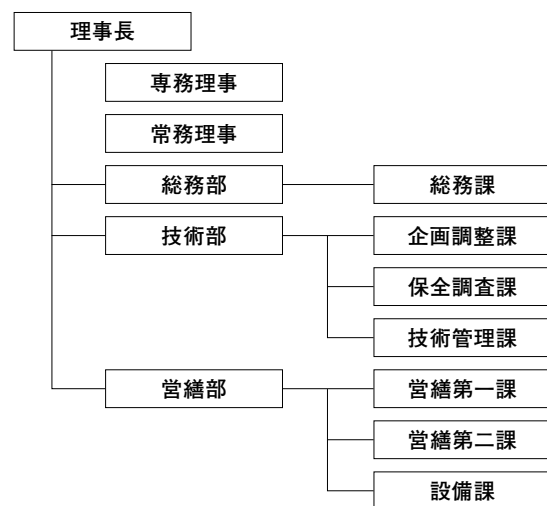 理事長
専務理事
常務理事
総務部
総務課
技術部
企画調整課
保全調査課
技術管理課
営繕部
営繕第一課
営繕第二課
設備課